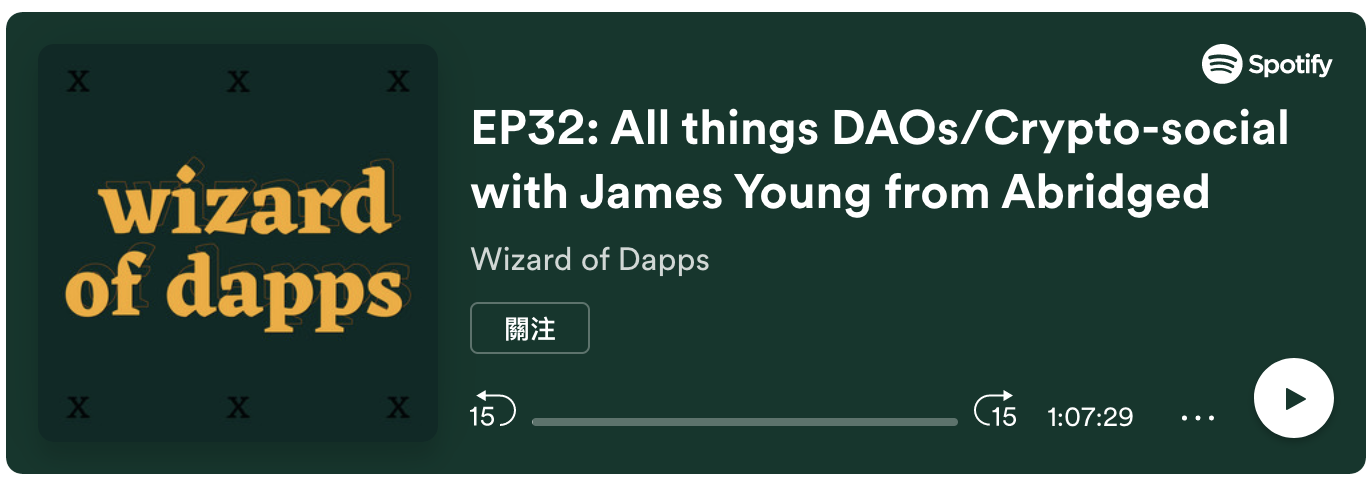 x x x
wizard
of dapps
x x x
Spotify
EP32: All things DAOs/Crypto-social
with James Young from Abridged
Wizard of Dapps
關注
15
15
1:07:29